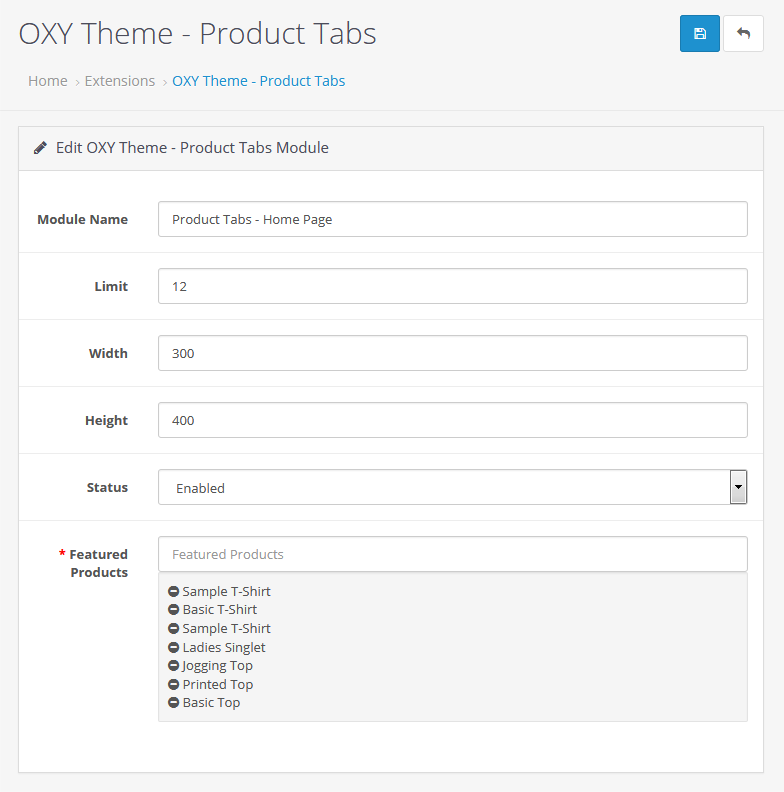 OXY Theme - Product Tabs
Home › Extensions › OXY Theme - Product Tabs
Edit OXY Theme - Product Tabs Module
Module Name Product Tabs - Home Page
Limit 12
Width 300
Height 400
Status Enabled
* Featured Products Featured Products
Sample T-Shirt
Basic T-Shirt
Sample T-Shirt
Ladies Singlet
Jogging Top
Printed Top
Basic Top